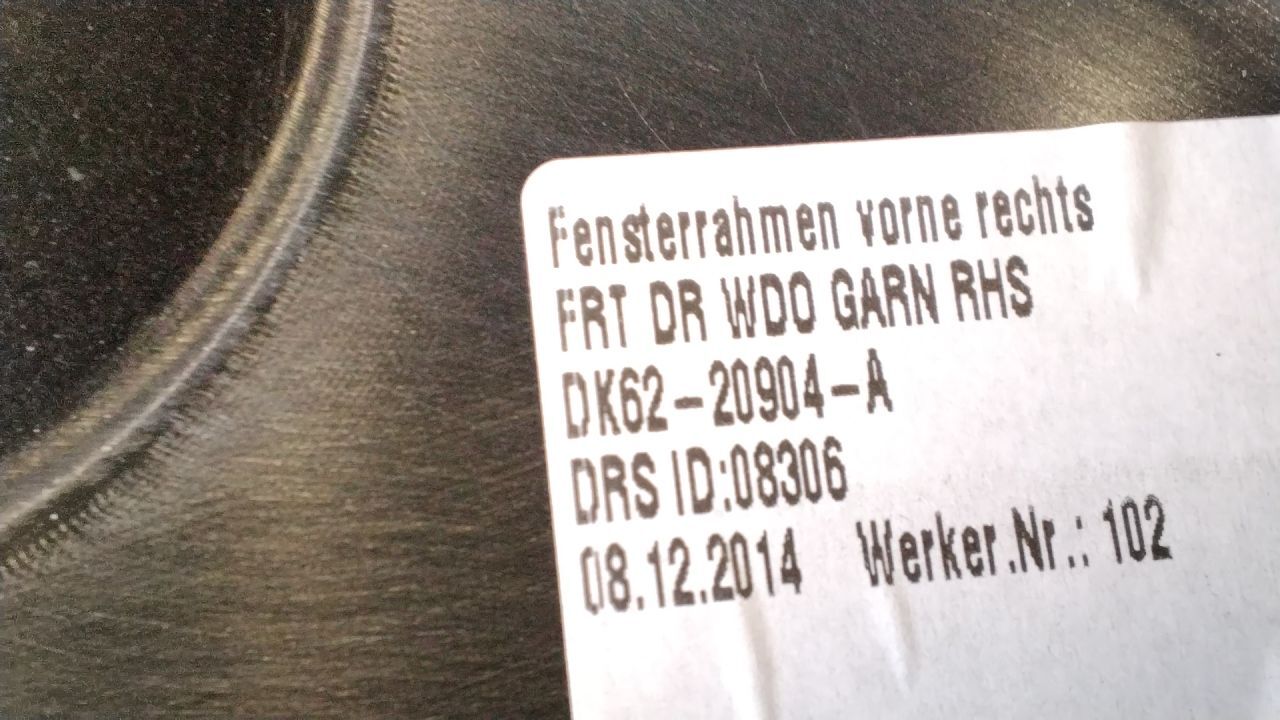 Fensterrahmen vorne rechts
FRT DR WDO GARN RHS
DK62-20904-A
DRS ID:08306
08.12.2014 Werker.Nr.: 102